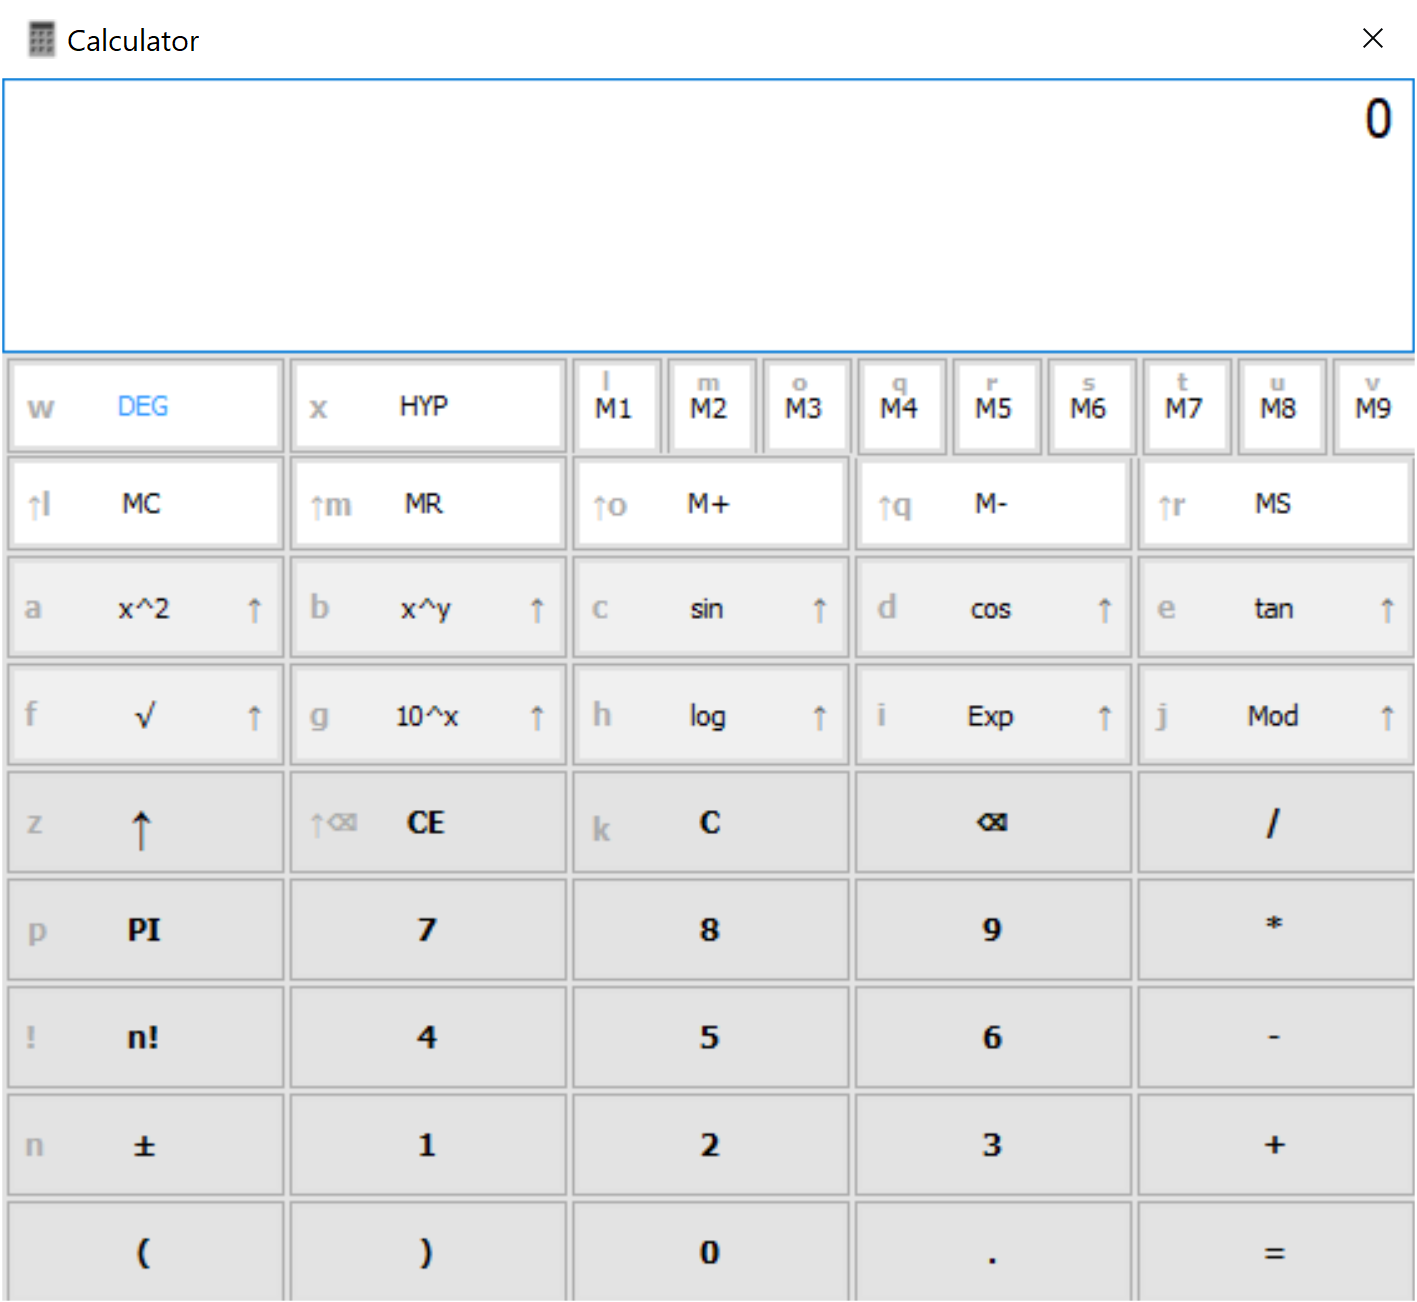 Calculator
0
w DEG x HYP l M1 m M2 o M3 q M4 r M5 s M6 t M7 u M8 v M9
↑l MC ↑m MR ↑o M+ ↑q M- ↑r MS
a x^2 ↑ b x^y ↑ c sin ↑ d cos ↑ e tan ↑
f √ ↑ g 10^x ↑ h log ↑ i Exp ↑ j Mod ↑
z ↑ ↑⌫ CE k C ⌫ /
p PI 7 8 9 *
! n! 4 5 6 -
n ± 1 2 3 +
( ) 0 . =